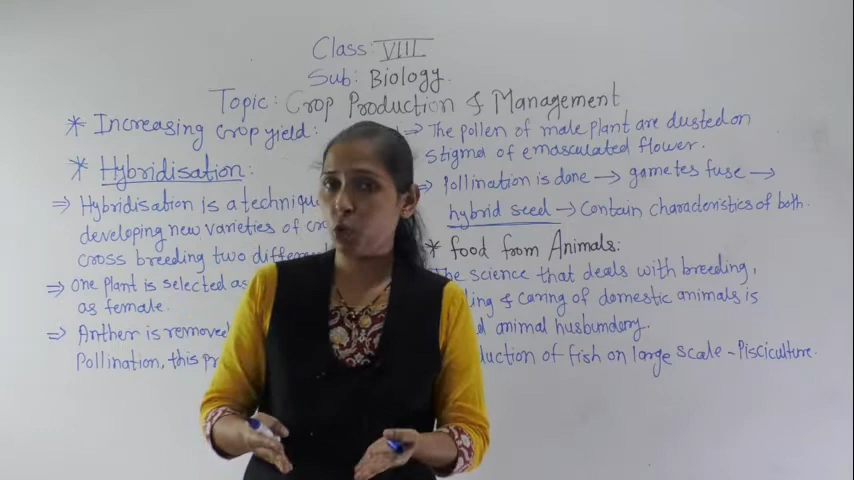 Class: VIII
Sub: Biology.
Topic: Crop Production & Management
* Increasing crop yield:
* Hybridisation:
⇒ Hybridisation is a technique
developing new varieties of
cross breeding two
⇒ one plant is selected as
as female.
⇒ Anther is removed
Pollination, this
⇒ The pollen of male plant are dusted on
stigma of emasculated flower.
⇒ Pollination is done → gametes fuse →
hybrid seed → Contain characteristics of both.
* food from Animals:
The science that deals with breeding,
& caring of domestic animals is
animal husbundery.
of fish on large scale - Pisciculture.